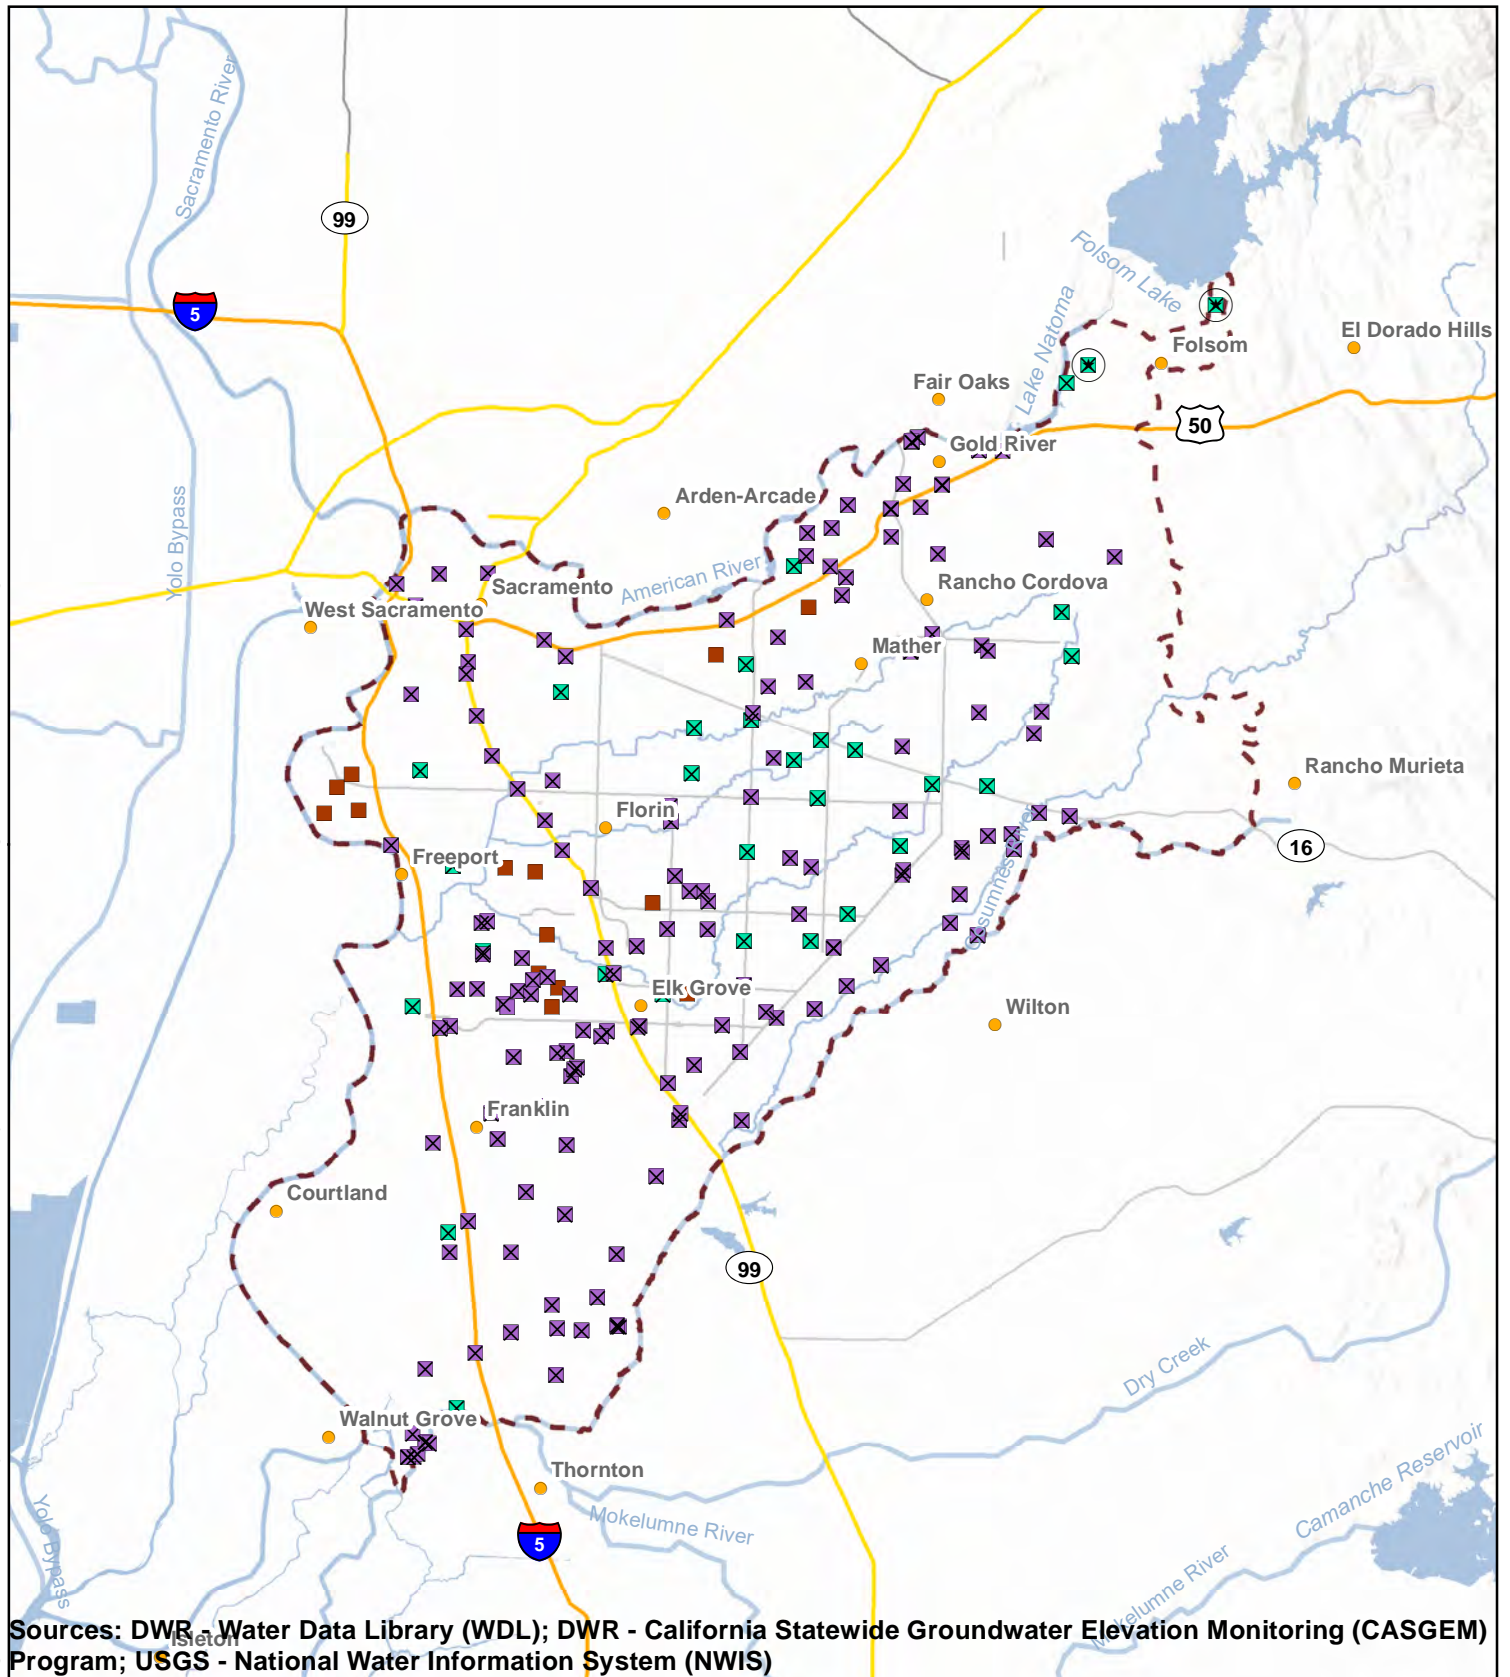 Sacramento River
99
5
Folsom Lake
El Dorado Hills
Folsom
Lake Natoma
Fair Oaks
50
Gold River
Arden-Arcade
Yolo Bypass
American River
Sacramento
Rancho Cordova
West Sacramento
Mather
Rancho Murieta
Florin
16
Freeport
Cosumnes River
Elk Grove
Wilton
Franklin
Courtland
99
Dry Creek
Walnut Grove
Thornton
Camanche Reservoir
Mokelumne River
5
Yolo Bypass
Mokelumne River
Isleton
Sources: DWR - Water Data Library (WDL); DWR - California Statewide Groundwater Elevation Monitoring (CASGEM)
Program; USGS - National Water Information System (NWIS)